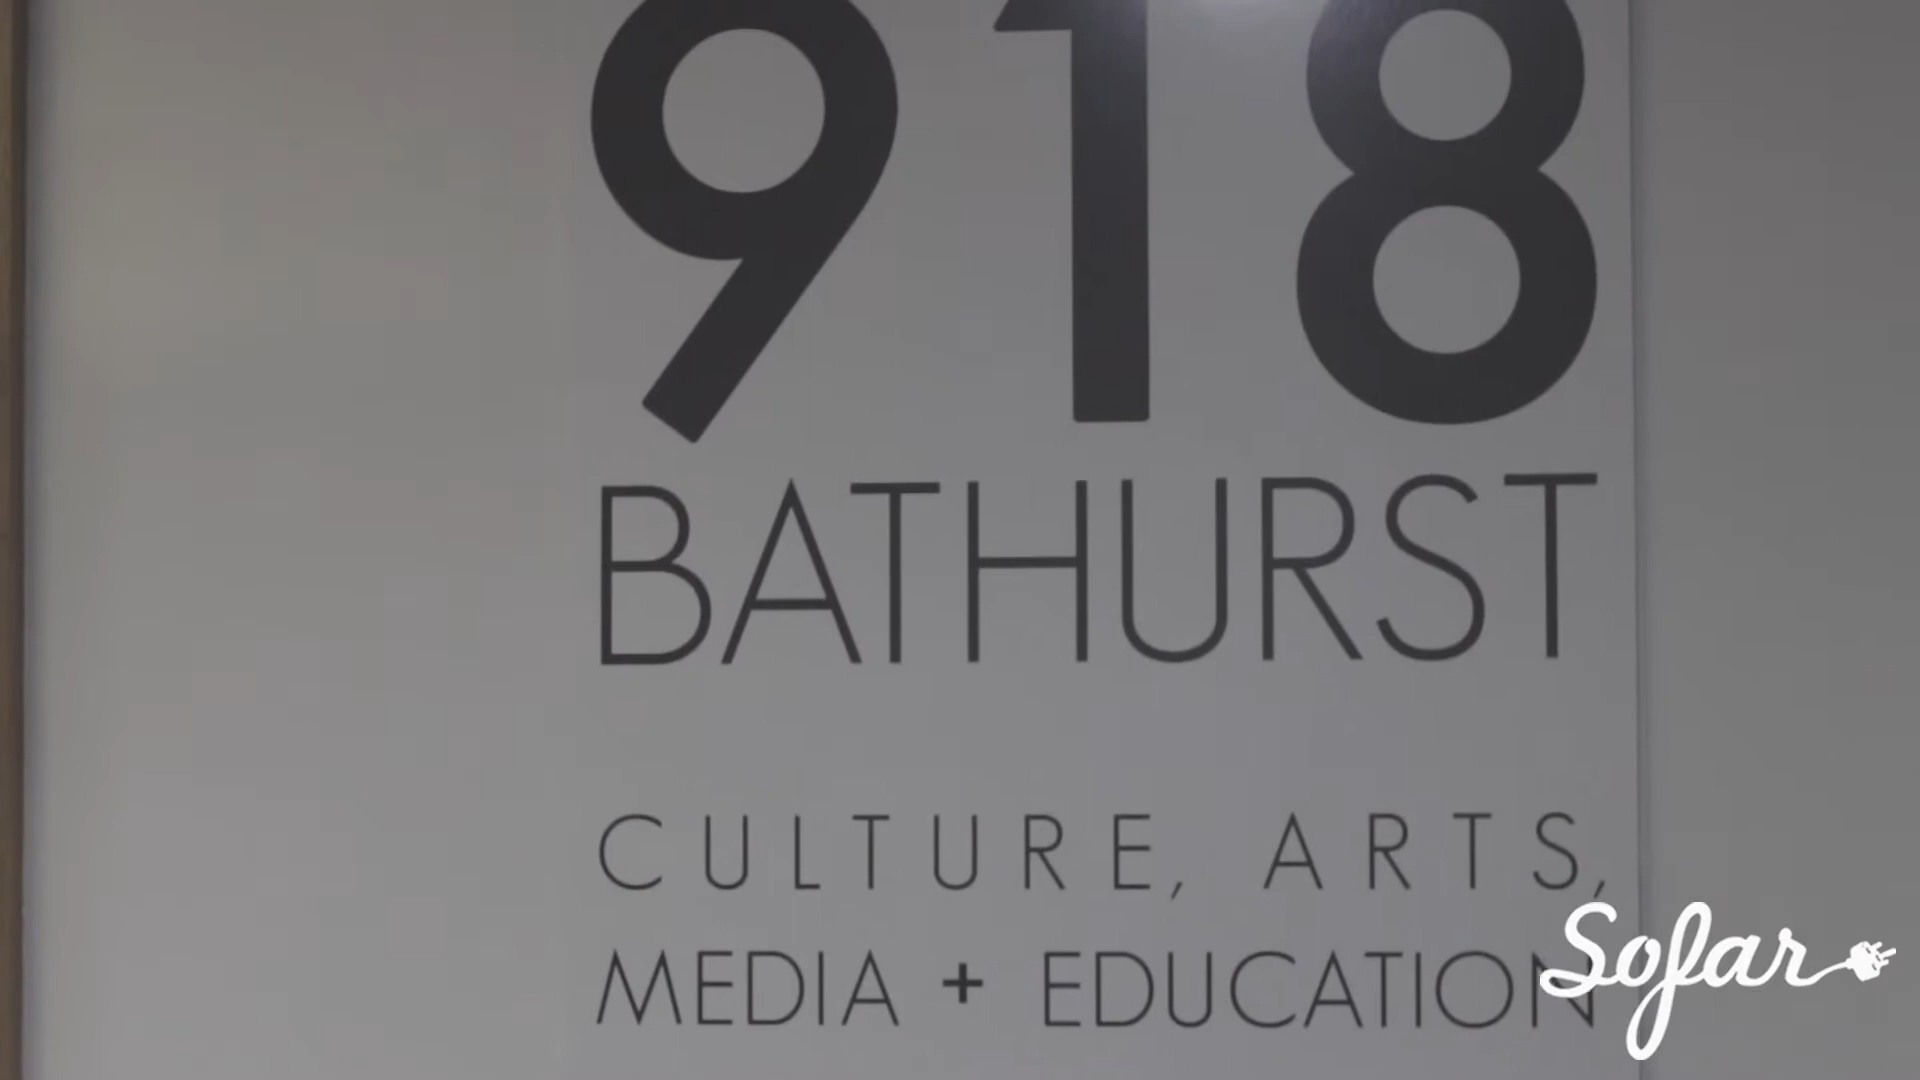 918
BATHURST
CULTURE, ARTS,
MEDIA + EDUCATION
Sofar